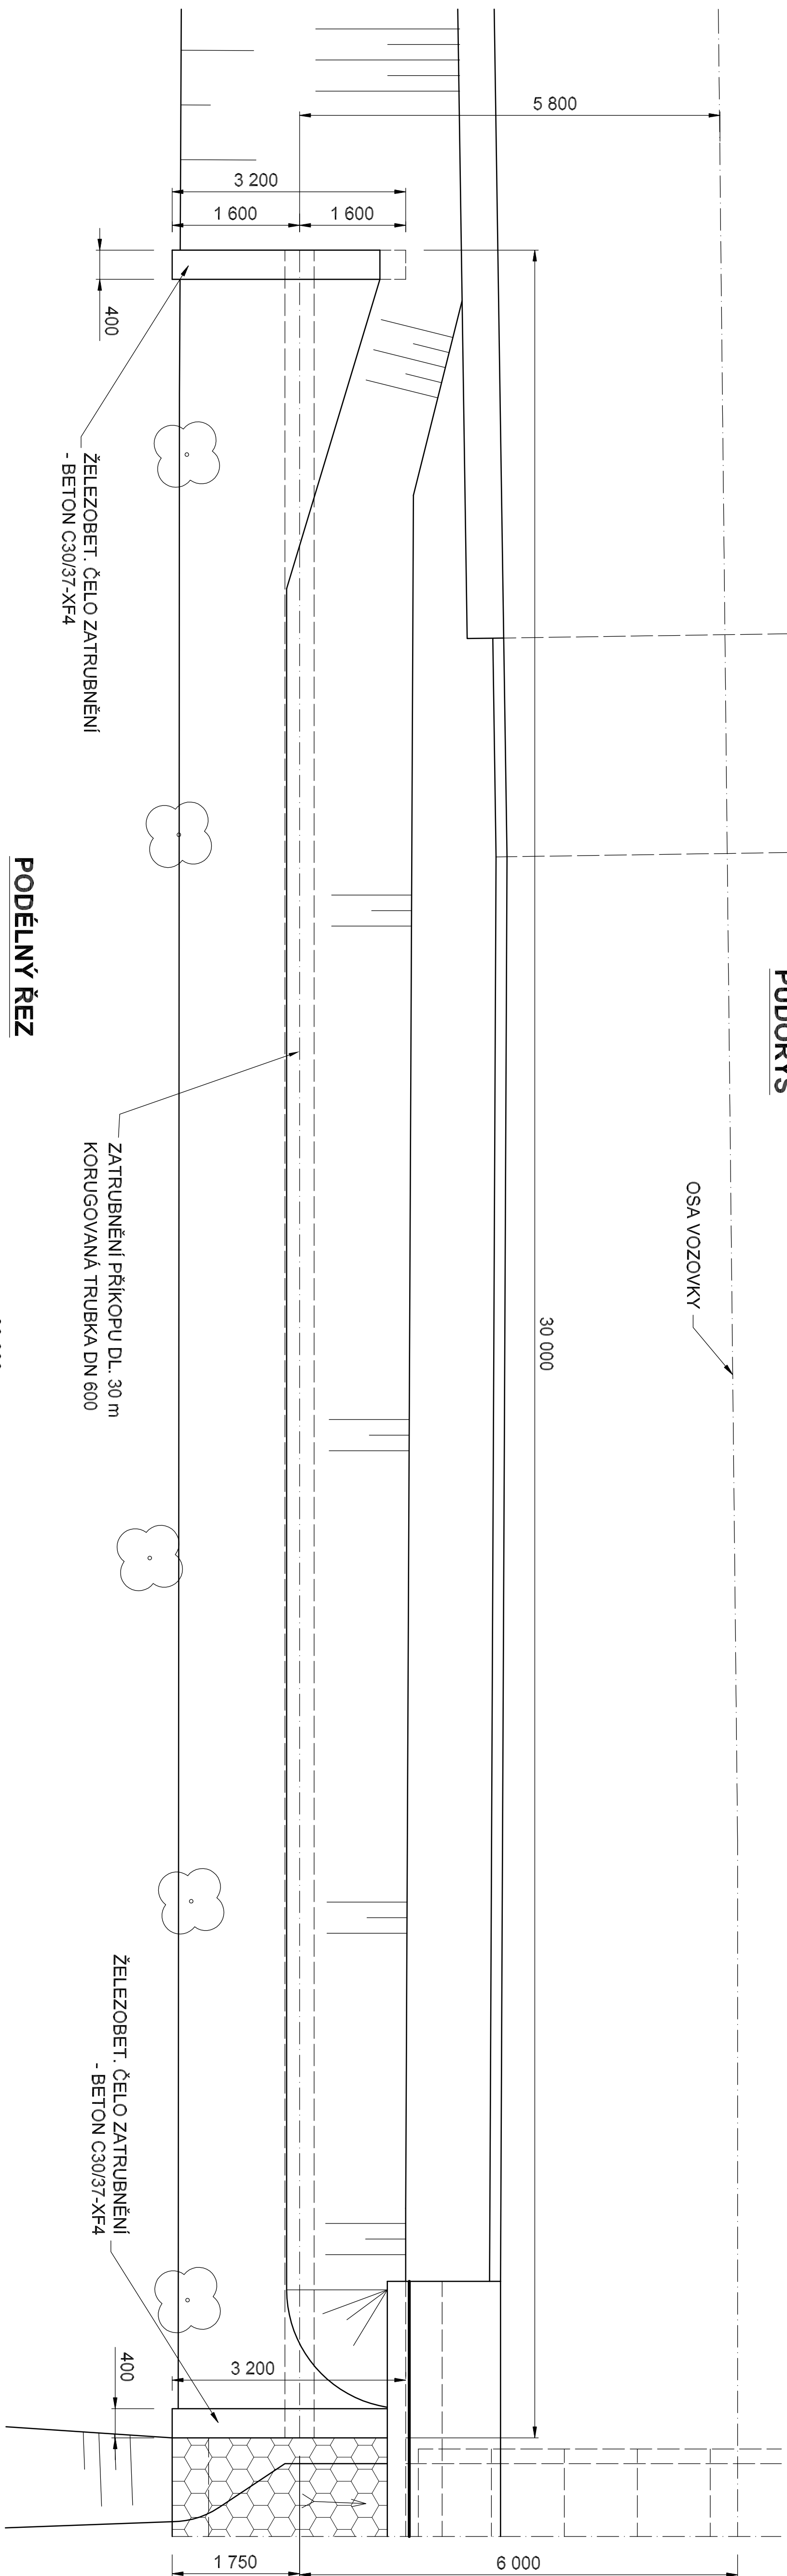 5 800
3 200
1 600
1 600
400
ŽELEZOBET. ČELO ZATRUBNĚNÍ
- BETON C30/37-XF4
PODÉLNÝ ŘEZ
PŮDORYS
ZATRUBNĚNÍ PŘÍKOPU DL. 30 m
KORUGOVANÁ TRUBKA DN 600
OSA VOZOVKY
30 000
ŽELEZOBET. ČELO ZATRUBNĚNÍ
- BETON C30/37-XF4
400
3 200
1 750
6 000